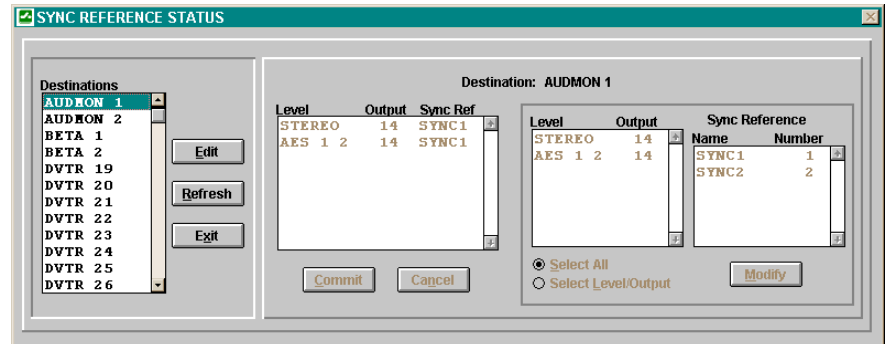 SYNC REFERENCE STATUS
Destinations
AUDMON 1
AUDMON 2
BETA 1
BETA 2
DVTR 19
DVTR 20
DVTR 21
DVTR 22
DVTR 23
DVTR 24
DVTR 25
DVTR 26
Edit
Refresh
Exit
Destination: AUDMON 1
Level Output Sync Ref
STEREO 14 SYNC1
AES 1 2 14 SYNC1
Commit Cancel
Level Output
STEREO 14
AES 1 2 14
Sync Reference
Name Number
SYNC1 1
SYNC2 2
Select All
Select Level/Output
Modify